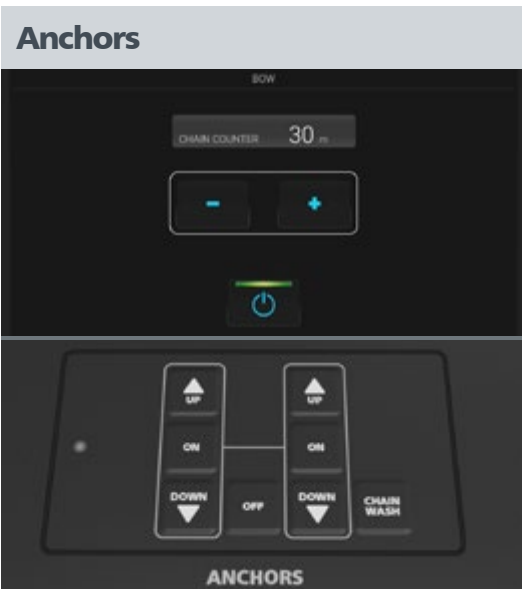 Anchors
BOW
CHAIN COUNTER 30 m
- +
UP UP
ON ON
DOWN OFF DOWN CHAIN WASH
ANCHORS